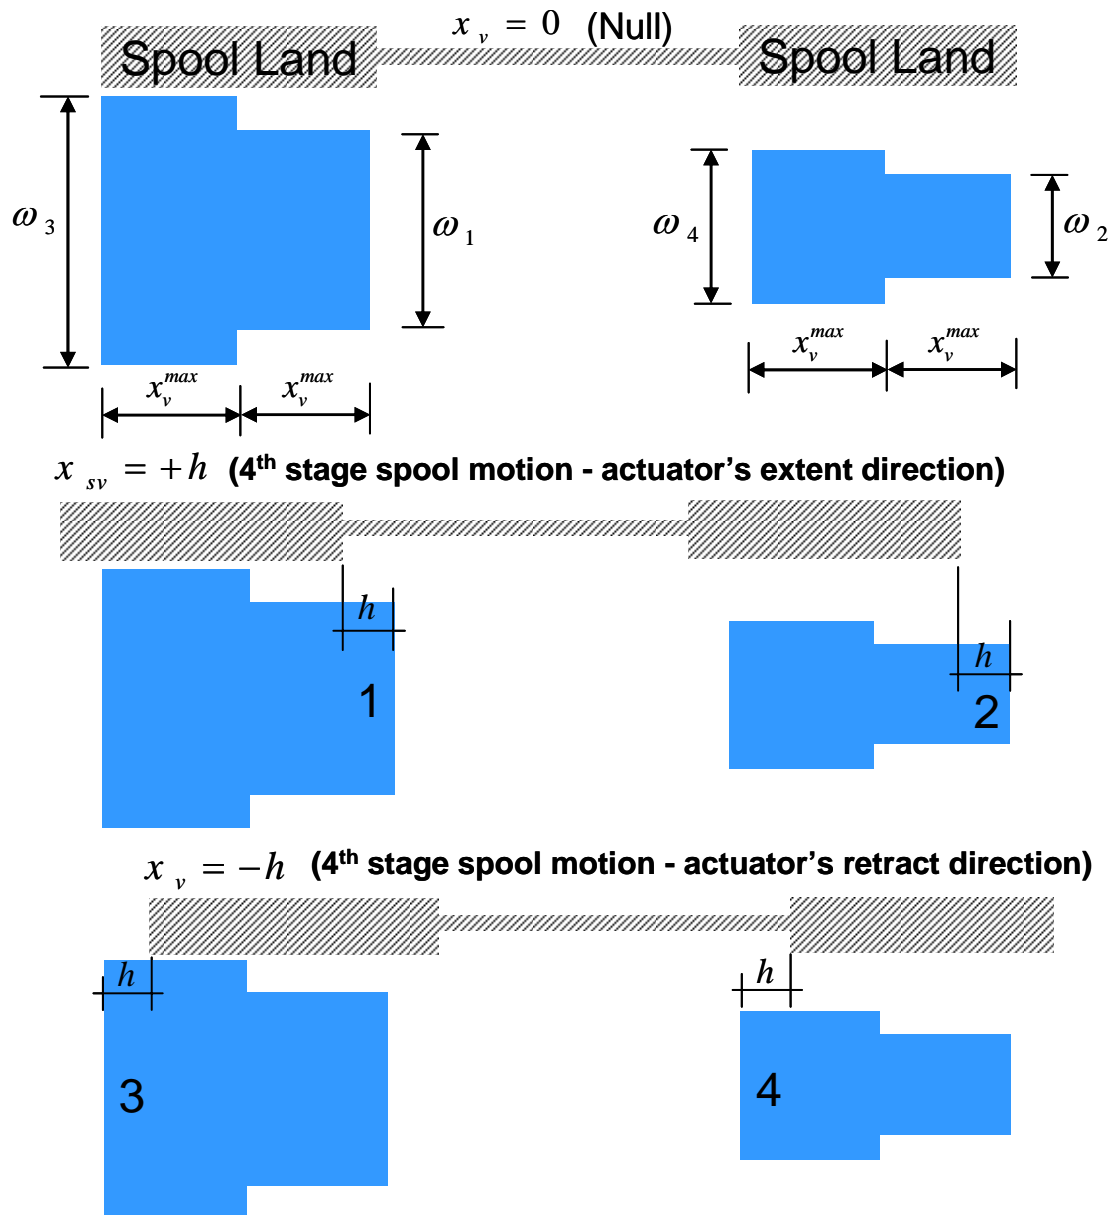 x_v = 0 (Null)
Spool Land Spool Land
ω_3 ω_1 ω_4 ω_2
x_v^max x_v^max x_v^max x_v^max
x_sv = +h (4th stage spool motion - actuator's extent direction)
h h
1 2
x_v = −h (4th stage spool motion - actuator's retract direction)
h h
3 4